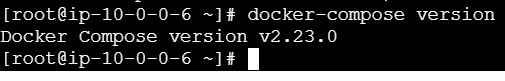 [root@ip-10-0-0-6 ~]# docker-compose version
Docker Compose version v2.23.0
[root@ip-10-0-0-6 ~]#